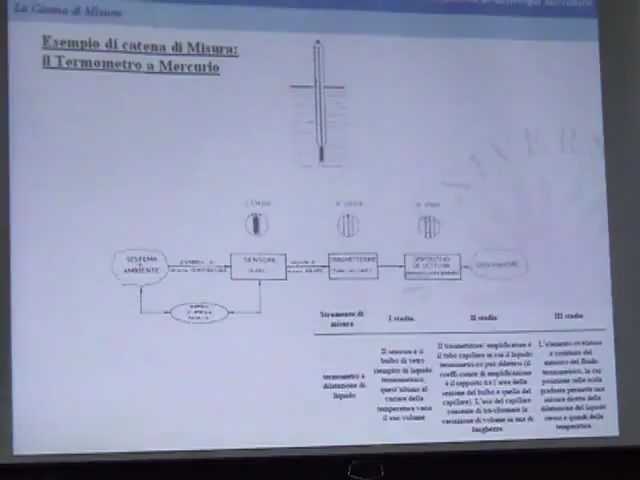 La Catena di Misura
Esempio di catena di Misura:
il Termometro a Mercurio
I stadio
II stadio
III stadio
SISTEMA
AMBIENTE
SENSORE
TRASMETTITORE
DISPOSITIVO
DI LETTURA
OSSERVATORE
Strumento di
misura
I stadio
II stadio
III stadio
termometro a
dilatazione di
liquido
Il sensore è il
bulbo di vetro
riempito di liquido
termometrico,
quest'ultimo al
variare della
temperatura varia
il suo volume
Il trasmettitore/ amplificatore è
il tubo capillare in cui il liquido
termometrico può dilatarsi (il
coefficiente di amplificazione
è il rapporto tra l'area della
sezione del bulbo e quella del
capillare). L'uso del capillare
consente di trasformare la
variazione di volume in una di
lunghezza
L'elemento rivelatore
è costituito dal
menisco del fluido
termometrico, la cui
posizione sulla scala
graduata permette una
misura diretta della
dilatazione del liquido
stesso e quindi della
temperatura.